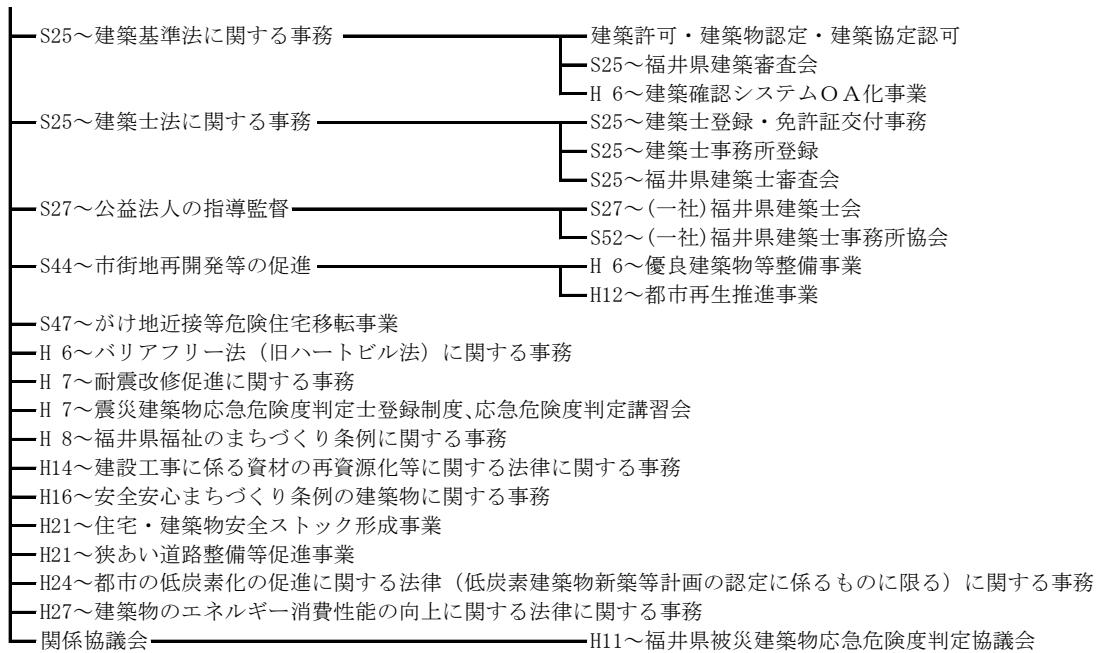 S25～建築基準法に関する事務 建築許可・建築物認定・建築協定認可
S25～福井県建築審査会
H 6～建築確認システムＯＡ化事業
S25～建築士法に関する事務 S25～建築士登録・免許証交付事務
S25～建築士事務所登録
S25～福井県建築士審査会
S27～公益法人の指導監督 S27～(一社)福井県建築士会
S52～(一社)福井県建築士事務所協会
S44～市街地再開発等の促進 H 6～優良建築物等整備事業
H12～都市再生推進事業
S47～がけ地近接等危険住宅移転事業
H 6～バリアフリー法（旧ハートビル法）に関する事務
H 7～耐震改修促進に関する事務
H 7～震災建築物応急危険度判定士登録制度、応急危険度判定講習会
H 8～福井県福祉のまちづくり条例に関する事務
H14～建設工事に係る資材の再資源化等に関する法律に関する事務
H16～安全安心まちづくり条例の建築物に関する事務
H21～住宅・建築物安全ストック形成事業
H21～狭あい道路整備等促進事業
H24～都市の低炭素化の促進に関する法律（低炭素建築物新築等計画の認定に係るものに限る）に関する事務
H27～建築物のエネルギー消費性能の向上に関する法律に関する事務
関係協議会 H11～福井県被災建築物応急危険度判定協議会